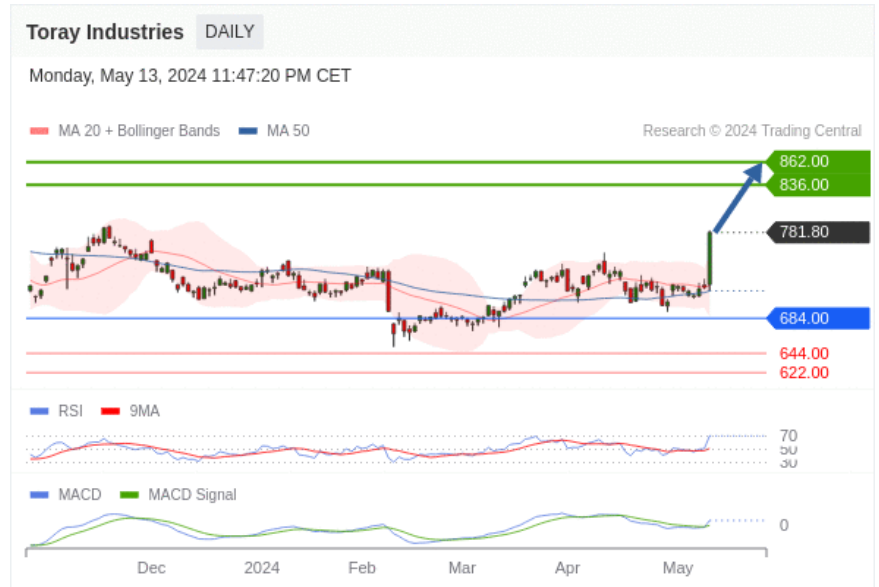 Toray Industries DAILY
Monday, May 13, 2024 11:47:20 PM CET
MA 20 + Bollinger Bands MA 50 Research © 2024 Trading Central
862.00
836.00
781.80
684.00
644.00
622.00
RSI 9MA
70
50
30
MACD MACD Signal
0
Dec 2024 Feb Mar Apr May